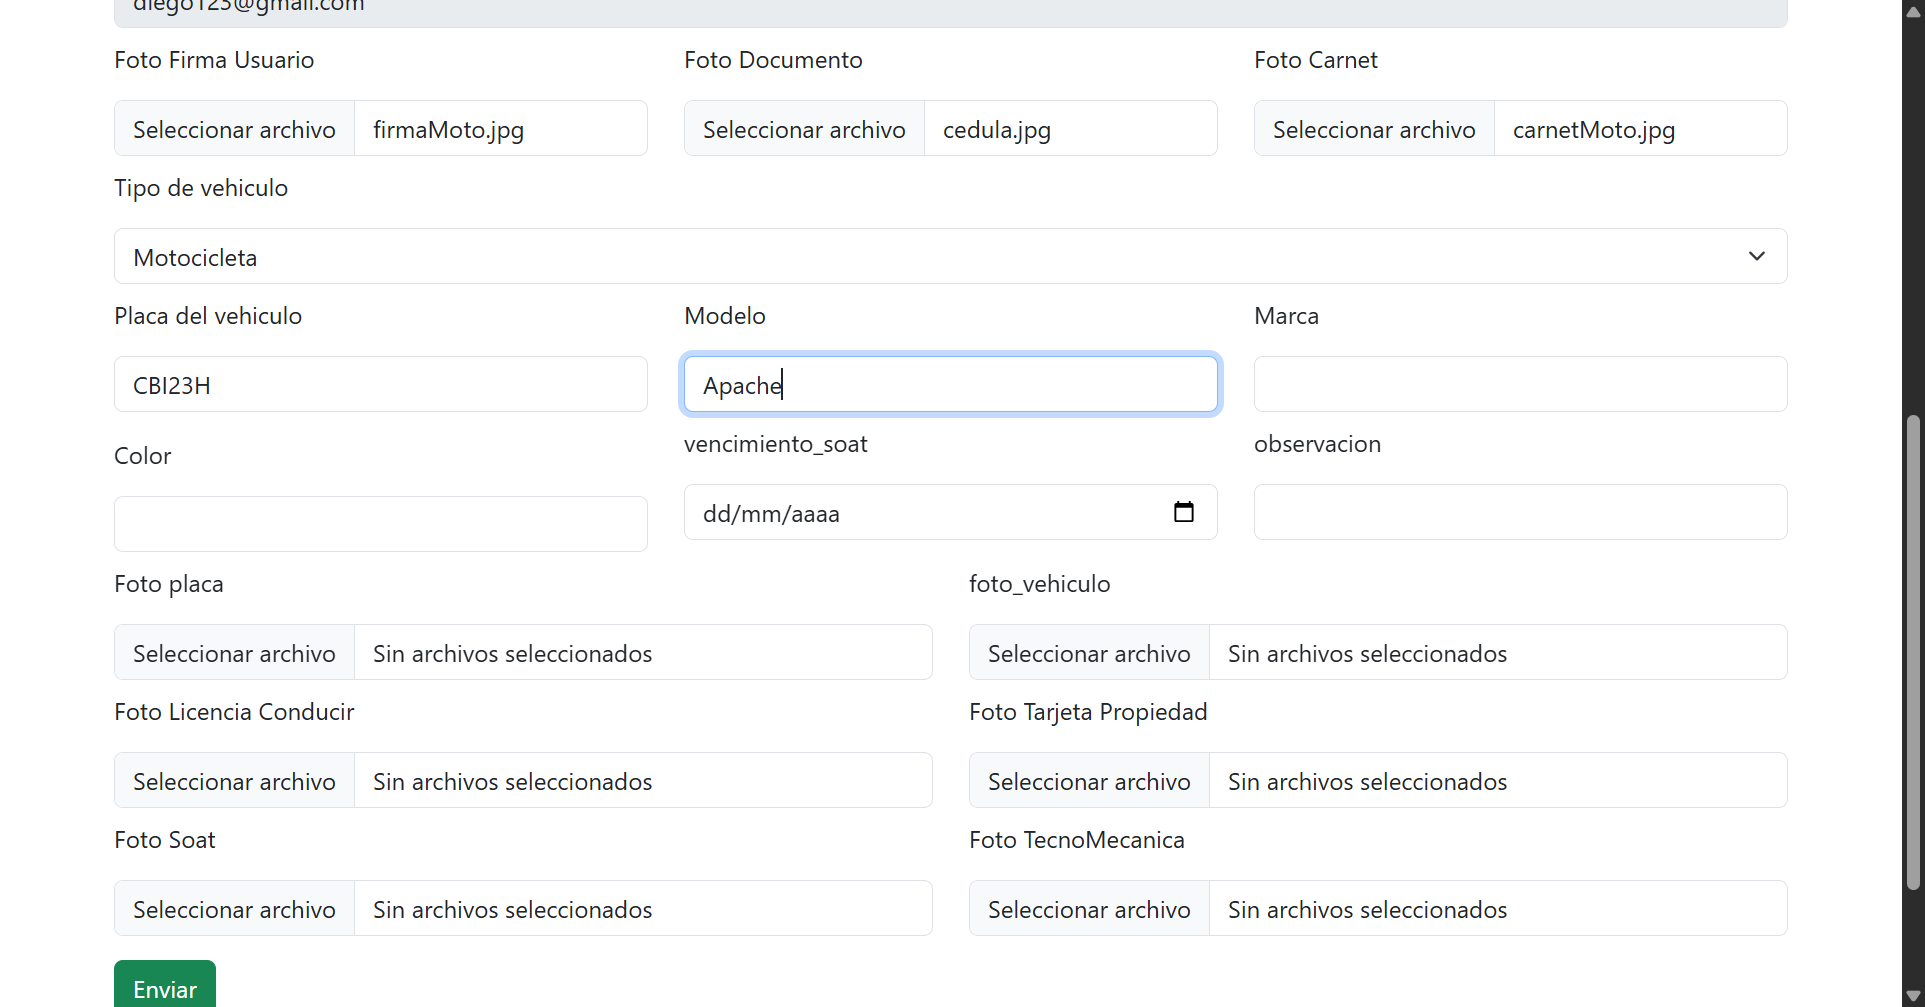 diego123@gmail.com
Foto Firma Usuario
Foto Documento
Foto Carnet
Seleccionar archivo firmaMoto.jpg
Seleccionar archivo cedula.jpg
Seleccionar archivo carnetMoto.jpg
Tipo de vehiculo
Motocicleta
Placa del vehiculo
Modelo
Marca
CBI23H
Apache
Color
vencimiento_soat
observacion
dd/mm/aaaa
Foto placa
foto_vehiculo
Seleccionar archivo Sin archivos seleccionados
Seleccionar archivo Sin archivos seleccionados
Foto Licencia Conducir
Foto Tarjeta Propiedad
Seleccionar archivo Sin archivos seleccionados
Seleccionar archivo Sin archivos seleccionados
Foto Soat
Foto TecnoMecanica
Seleccionar archivo Sin archivos seleccionados
Seleccionar archivo Sin archivos seleccionados
Enviar